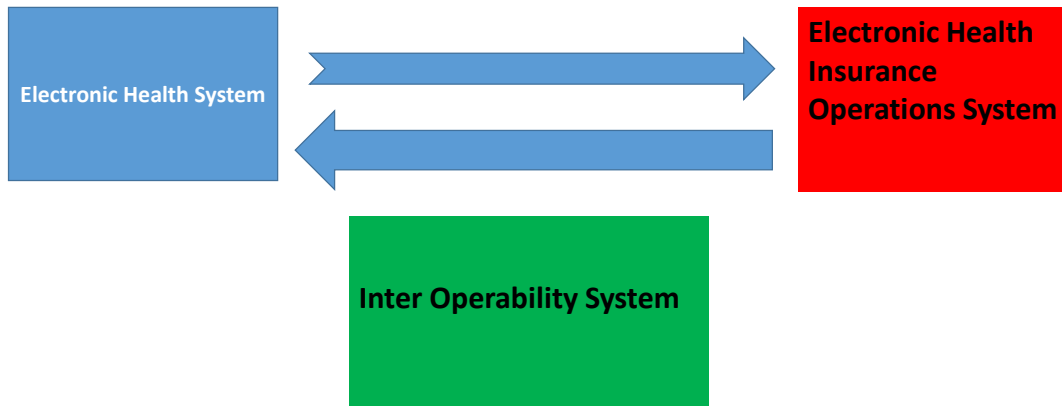 Electronic Health System
Electronic Health
Insurance
Operations System
Inter Operability System